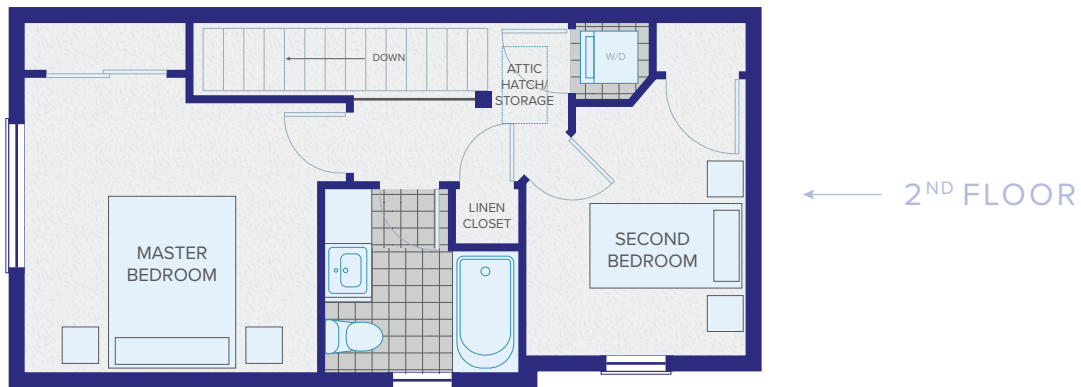 DOWN
W/D
ATTIC
HATCH/
STORAGE
2ND FLOOR
LINEN
CLOSET
MASTER
BEDROOM
SECOND
BEDROOM